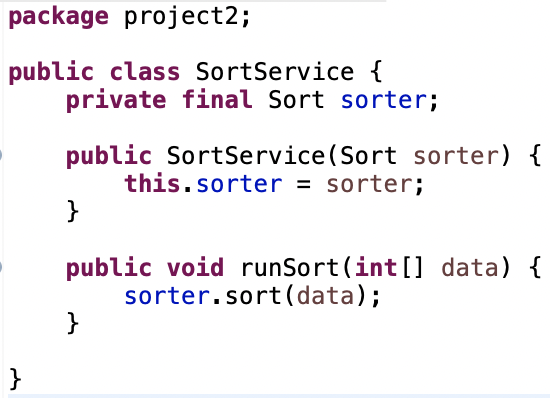 package project2;

public class SortService {
    private final Sort sorter;

    public SortService(Sort sorter) {
        this.sorter = sorter;
    }

    public void runSort(int[] data) {
        sorter.sort(data);
    }

}